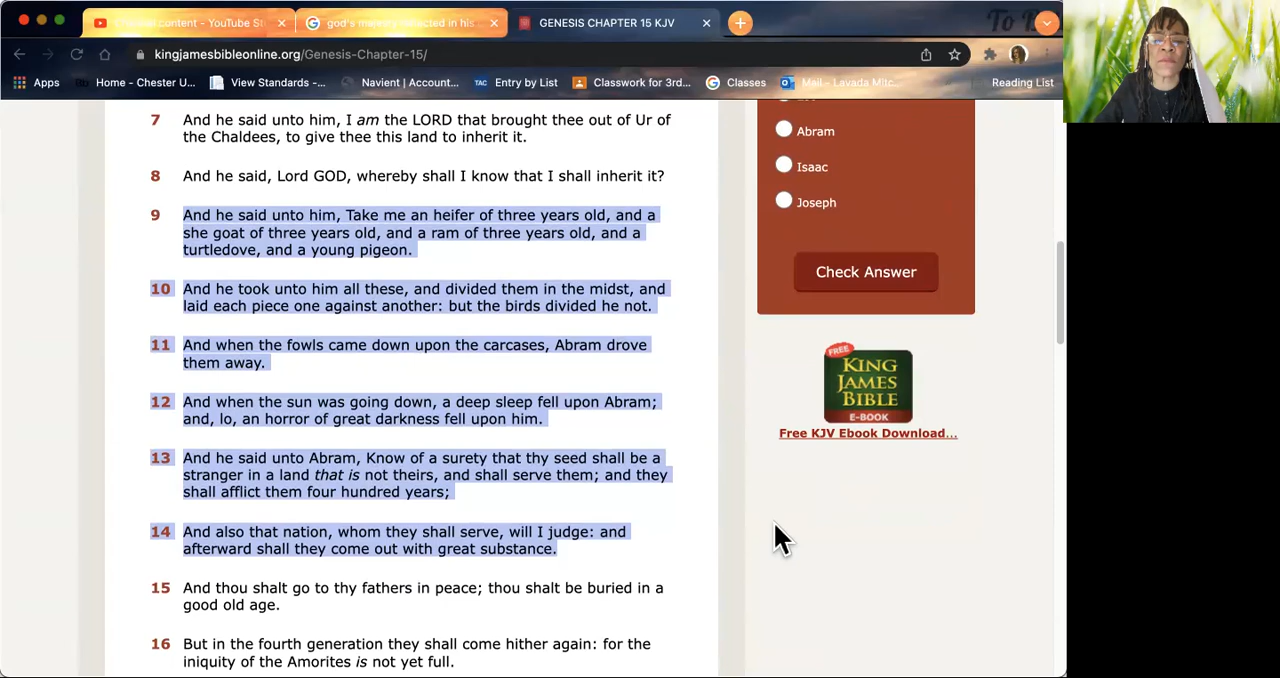 content - YouTube St
god's majesty reflected in his
GENESIS CHAPTER 15 KJV
To B
kingjamesbibleonline.org/Genesis-Chapter-15/
Apps
Home - Chester U...
View Standards -...
Navient | Account...
TAC Entry by List
Classwork for 3rd...
Classes
Mail - Lavada Mitc...
Reading List
7 And he said unto him, I am the LORD that brought thee out of Ur of
the Chaldees, to give thee this land to inherit it.
8 And he said, Lord GOD, whereby shall I know that I shall inherit it?
9 And he said unto him, Take me an heifer of three years old, and a
she goat of three years old, and a ram of three years old, and a
turtledove, and a young pigeon.
10 And he took unto him all these, and divided them in the midst, and
laid each piece one against another: but the birds divided he not.
11 And when the fowls came down upon the carcases, Abram drove
them away.
12 And when the sun was going down, a deep sleep fell upon Abram;
and, lo, an horror of great darkness fell upon him.
13 And he said unto Abram, Know of a surety that thy seed shall be a
stranger in a land that is not theirs, and shall serve them; and they
shall afflict them four hundred years;
14 And also that nation, whom they shall serve, will I judge: and
afterward shall they come out with great substance.
15 And thou shalt go to thy fathers in peace; thou shalt be buried in a
good old age.
16 But in the fourth generation they shall come hither again: for the
iniquity of the Amorites is not yet full.
Abram
Isaac
Joseph
Check Answer
FREE
KING
JAMES
BIBLE
E-BOOK
Free KJV Ebook Download...